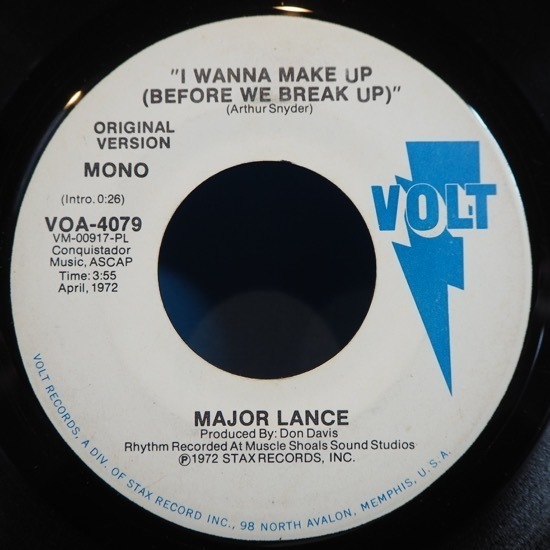 "I WANNA MAKE UP
(BEFORE WE BREAK UP)"
(Arthur Snyder)
ORIGINAL
VERSION
MONO
(Intro. 0:26)
VOA-4079
VM-00917-PL
Conquistador
Music, ASCAP
Time: 3:55
April, 1972
VOLT
MAJOR LANCE
Produced By: Don Davis
Rhythm Recorded At Muscle Shoals Sound Studios
℗1972 STAX RECORDS, INC.
VOLT RECORDS, A DIV. OF STAX RECORD INC., 98 NORTH AVALON, MEMPHIS, U.S.A.